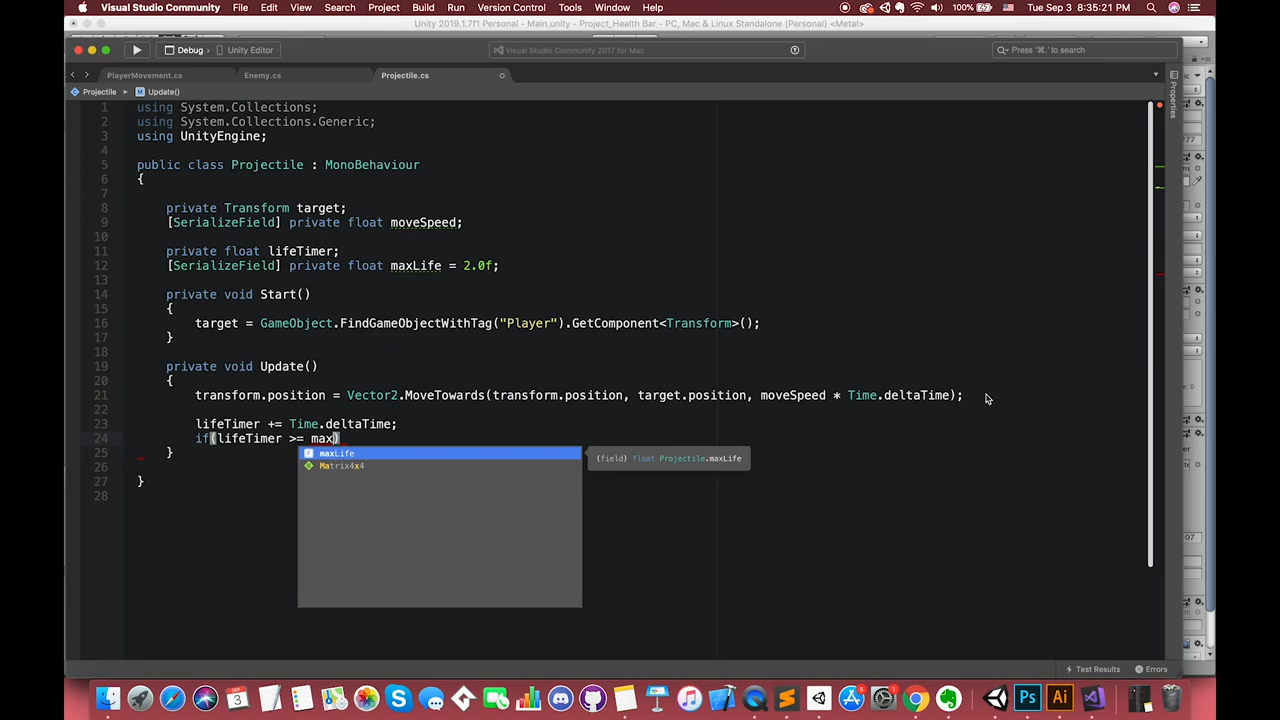 Visual Studio Community File Edit View Search Project Build Run Version Control Tools Window Help 100% Tue Sep 3 8:35:21 PM
Unity 2019.1.7f1 Personal - Main.unity - Project_Health Bar - PC, Mac & Linux Standalone (Personal) <Metal>
Debug Unity Editor Visual Studio Community 2017 for Mac Press '⌘.' to search
PlayerMovement.cs Enemy.cs Projectile.cs
Projectile Update()
Properties
1 using System.Collections;
2 using System.Collections.Generic;
3 using UnityEngine;
4
5 public class Projectile : MonoBehaviour
6 {
7
8 private Transform target;
9 [SerializeField] private float moveSpeed;
10
11 private float lifeTimer;
12 [SerializeField] private float maxLife = 2.0f;
13
14 private void Start()
15 {
16 target = GameObject.FindGameObjectWithTag("Player").GetComponent<Transform>();
17 }
18
19 private void Update()
20 {
21 transform.position = Vector2.MoveTowards(transform.position, target.position, moveSpeed * Time.deltaTime);
22
23 lifeTimer += Time.deltaTime;
24 if(lifeTimer >= max)
25 }
26
27 }
28
maxLife
Matrix4x4
(field) float Projectile.maxLife
Test Results Errors